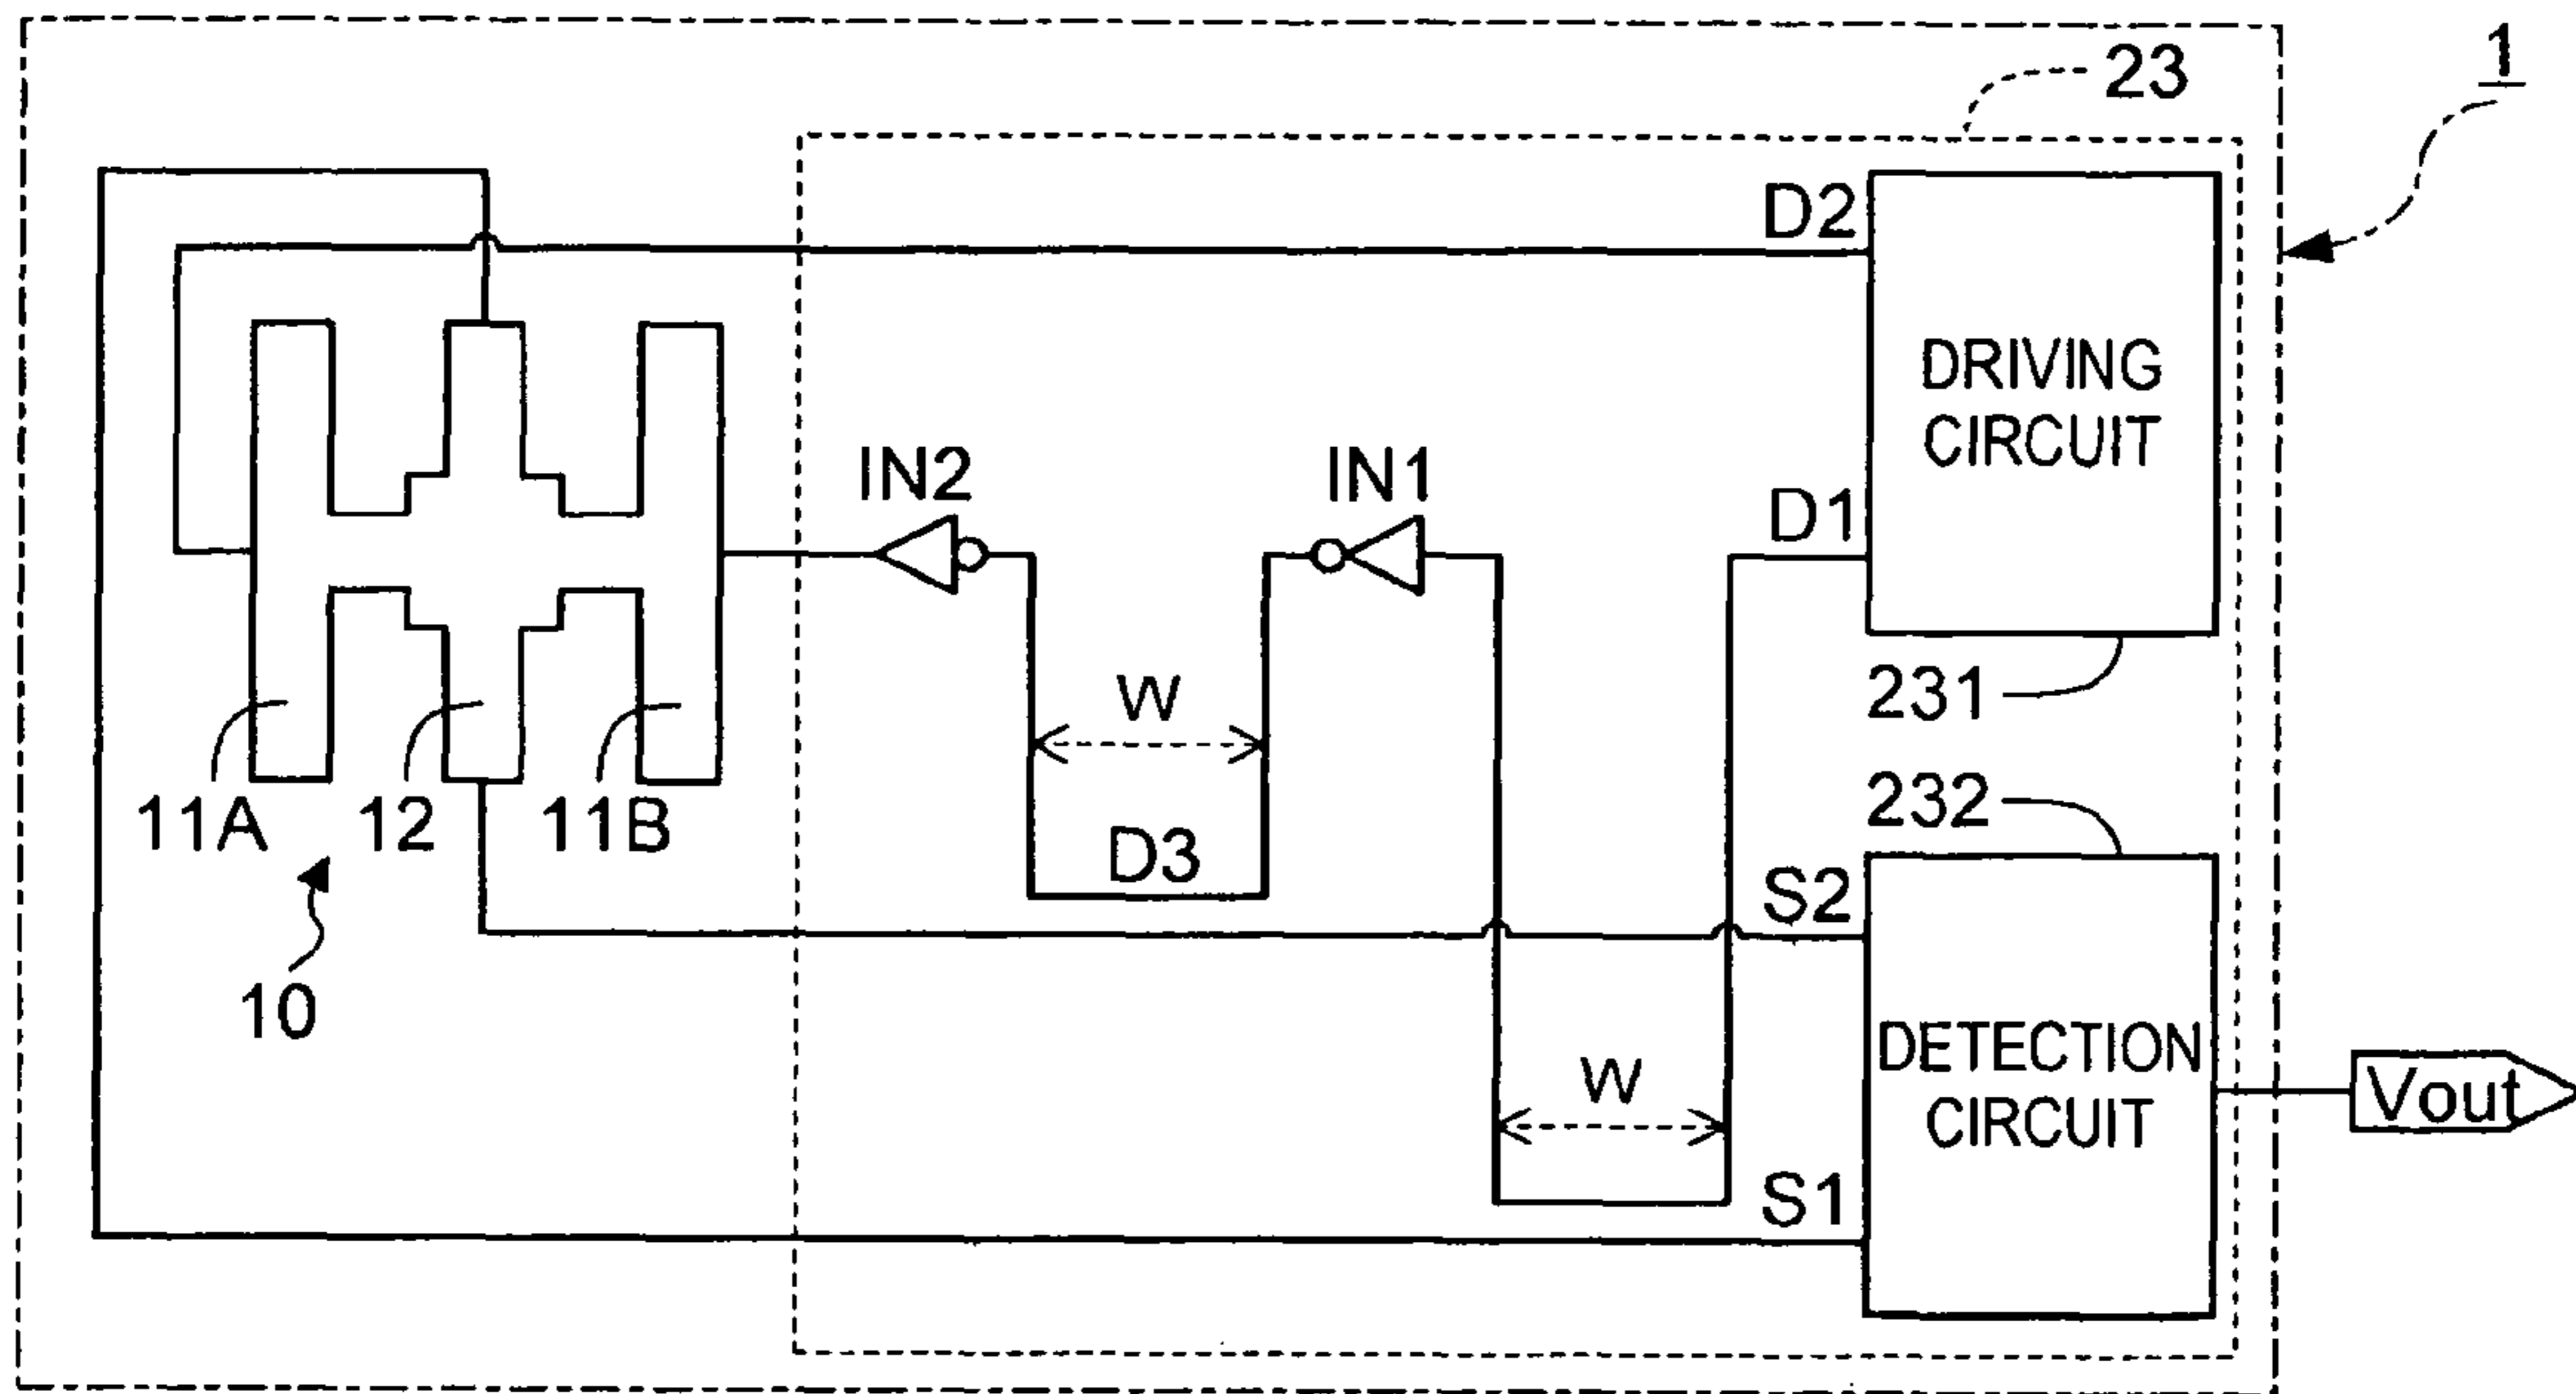 1
23
D2
DRIVING
CIRCUIT
IN2
IN1
D1
W
231
11A
12
11B
D3
232
S2
10
DETECTION
CIRCUIT
W
Vout
S1